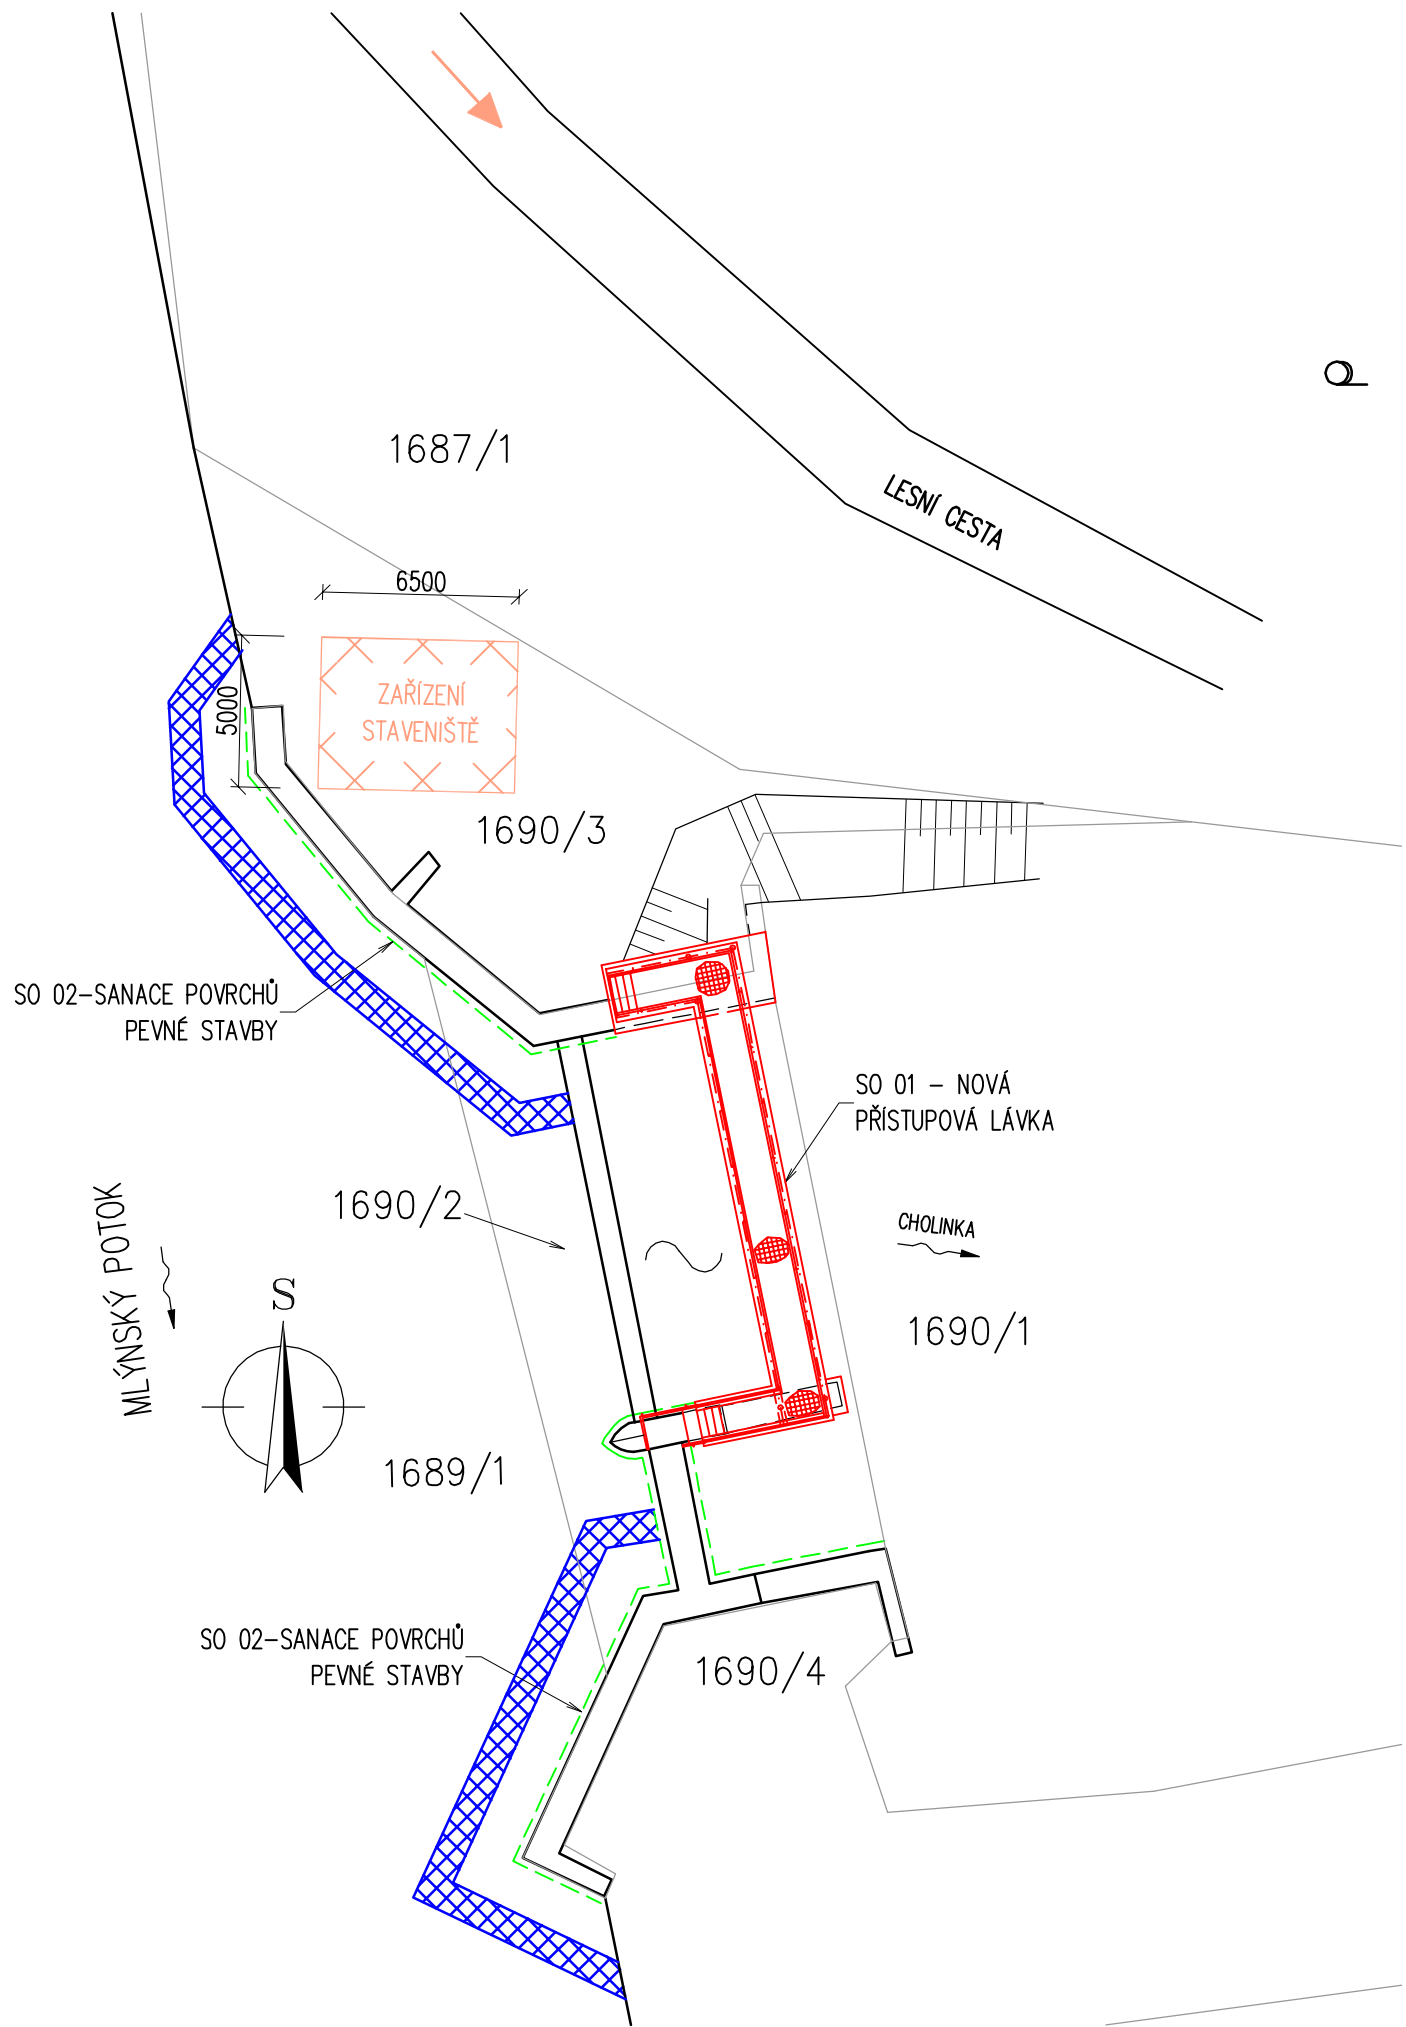 1687/1
LESNÍ CESTA
6500
5000
ZAŘÍZENÍ
STAVENIŠTĚ
1690/3
SO 02-SANACE POVRCHŮ
PEVNÉ STAVBY
SO 01 - NOVÁ
PŘÍSTUPOVÁ LÁVKA
1690/2
MLÝNSKÝ POTOK
CHOLINKA
S
1690/1
1689/1
SO 02-SANACE POVRCHŮ
PEVNÉ STAVBY
1690/4